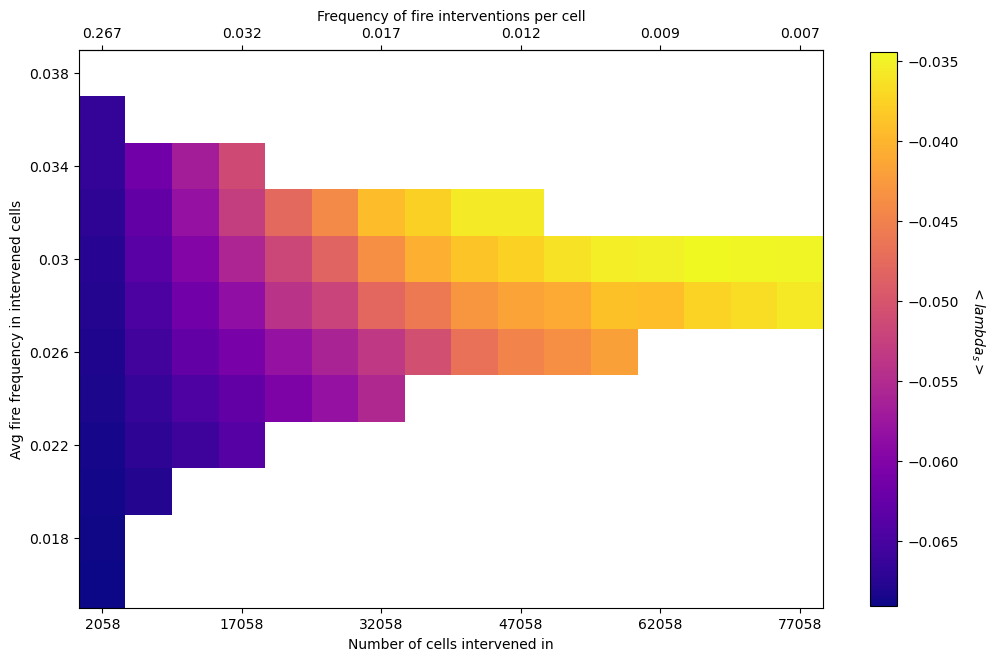 Frequency of fire interventions per cell
0.267 0.032 0.017 0.012 0.009 0.007
Avg fire frequency in intervened cells
0.038
0.034
0.03
0.026
0.022
0.018
2058 17058 32058 47058 62058 77058
Number of cells intervened in
−0.035
−0.040
−0.045
−0.050
−0.055
−0.060
−0.065
< lambda_s >